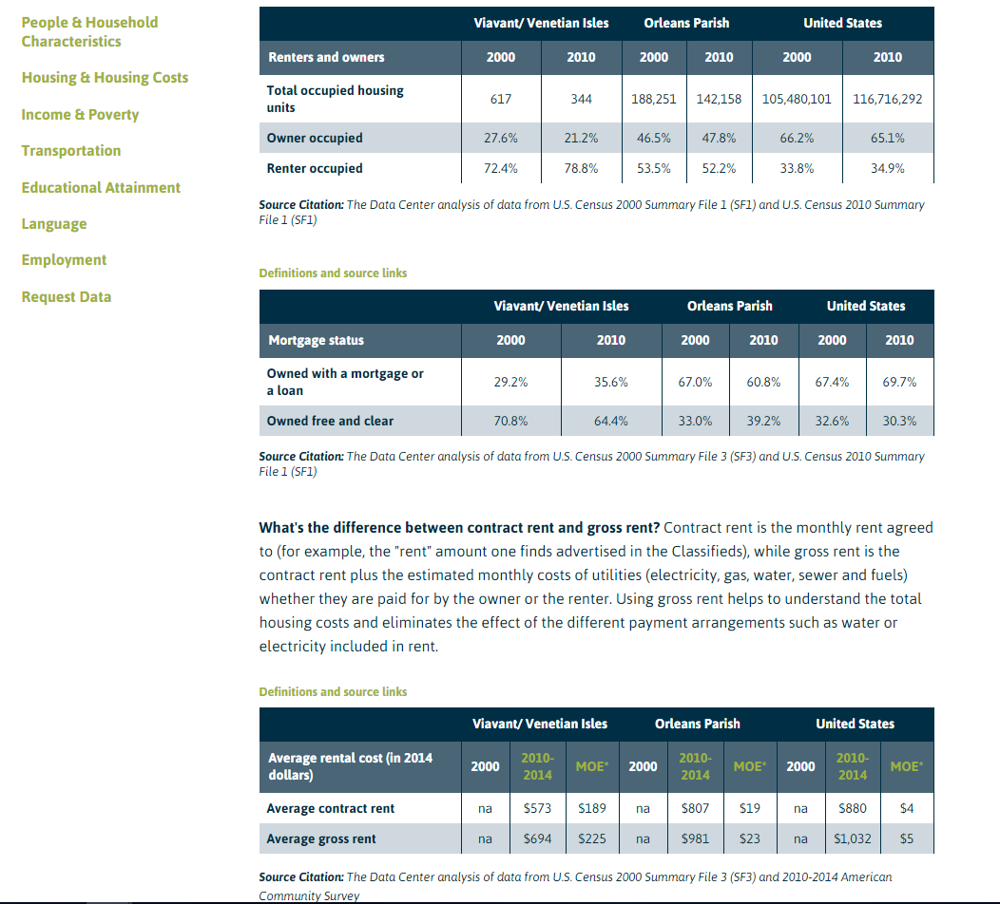 People & Household
Characteristics
Housing & Housing Costs
Income & Poverty
Transportation
Educational Attainment
Language
Employment
Request Data
Viavant/ Venetian Isles Orleans Parish United States
Renters and owners 2000 2010 2000 2010 2000 2010
Total occupied housing
units 617 344 188,251 142,158 105,480,101 116,716,292
Owner occupied 27.6% 21.2% 46.5% 47.8% 66.2% 65.1%
Renter occupied 72.4% 78.8% 53.5% 52.2% 33.8% 34.9%
Source Citation: The Data Center analysis of data from U.S. Census 2000 Summary File 1 (SF1) and U.S. Census 2010 Summary
File 1 (SF1)
Definitions and source links
Viavant/ Venetian Isles Orleans Parish United States
Mortgage status 2000 2010 2000 2010 2000 2010
Owned with a mortgage or
a loan 29.2% 35.6% 67.0% 60.8% 67.4% 69.7%
Owned free and clear 70.8% 64.4% 33.0% 39.2% 32.6% 30.3%
Source Citation: The Data Center analysis of data from U.S. Census 2000 Summary File 3 (SF3) and U.S. Census 2010 Summary
File 1 (SF1)
What's the difference between contract rent and gross rent? Contract rent is the monthly rent agreed
to (for example, the "rent" amount one finds advertised in the Classifieds), while gross rent is the
contract rent plus the estimated monthly costs of utilities (electricity, gas, water, sewer and fuels)
whether they are paid for by the owner or the renter. Using gross rent helps to understand the total
housing costs and eliminates the effect of the different payment arrangements such as water or
electricity included in rent.
Definitions and source links
Viavant/ Venetian Isles Orleans Parish United States
Average rental cost (in 2014
dollars) 2000 2010-2014 MOE* 2000 2010-2014 MOE* 2000 2010-2014 MOE*
Average contract rent na $573 $189 na $807 $19 na $880 $4
Average gross rent na $694 $225 na $981 $23 na $1,032 $5
Source Citation: The Data Center analysis of data from U.S. Census 2000 Summary File 3 (SF3) and 2010-2014 American
Community Survey